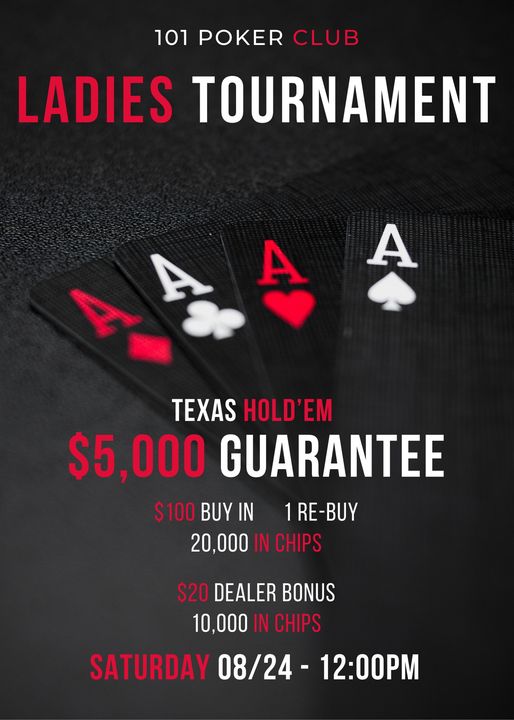 101 POKER CLUB
LADIES TOURNAMENT
A A A A
TEXAS HOLD'EM
$5,000 GUARANTEE
$100 BUY IN 1 RE-BUY
20,000 IN CHIPS
$20 DEALER BONUS
10,000 IN CHIPS
SATURDAY 08/24 - 12:00PM